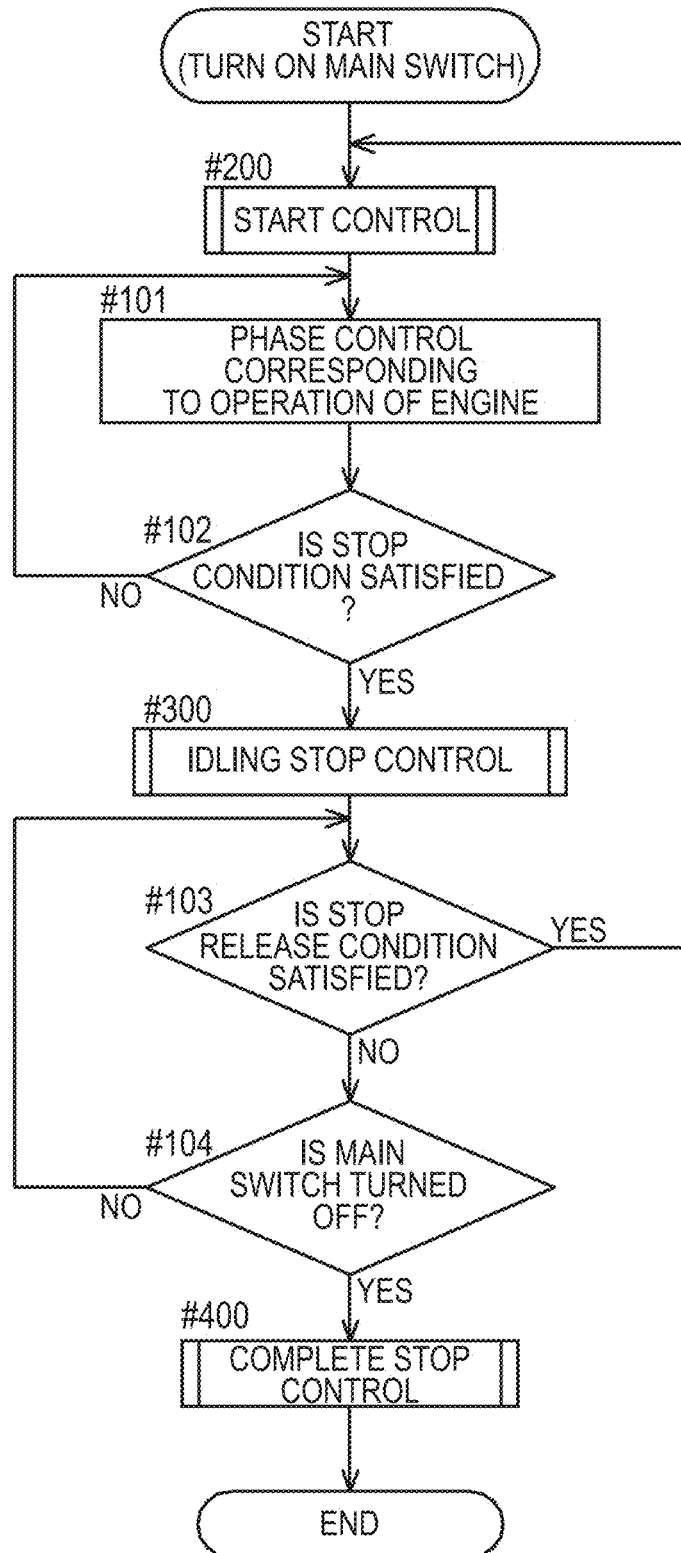 START
(TURN ON MAIN SWITCH)
#200
START CONTROL
#101
PHASE CONTROL
CORRESPONDING
TO OPERATION OF ENGINE
#102
IS STOP
CONDITION SATISFIED
?
NO
YES
#300
IDLING STOP CONTROL
#103
IS STOP
RELEASE CONDITION
SATISFIED?
YES
NO
#104
IS MAIN
SWITCH TURNED
OFF?
NO
YES
#400
COMPLETE STOP
CONTROL
END